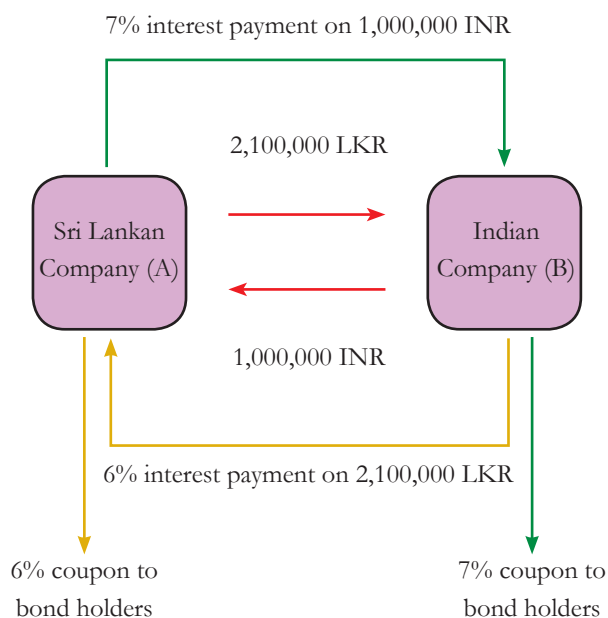 7% interest payment on 1,000,000 INR
2,100,000 LKR
Sri Lankan
Company (A)
Indian
Company (B)
1,000,000 INR
6% interest payment on 2,100,000 LKR
6% coupon to
bond holders
7% coupon to
bond holders